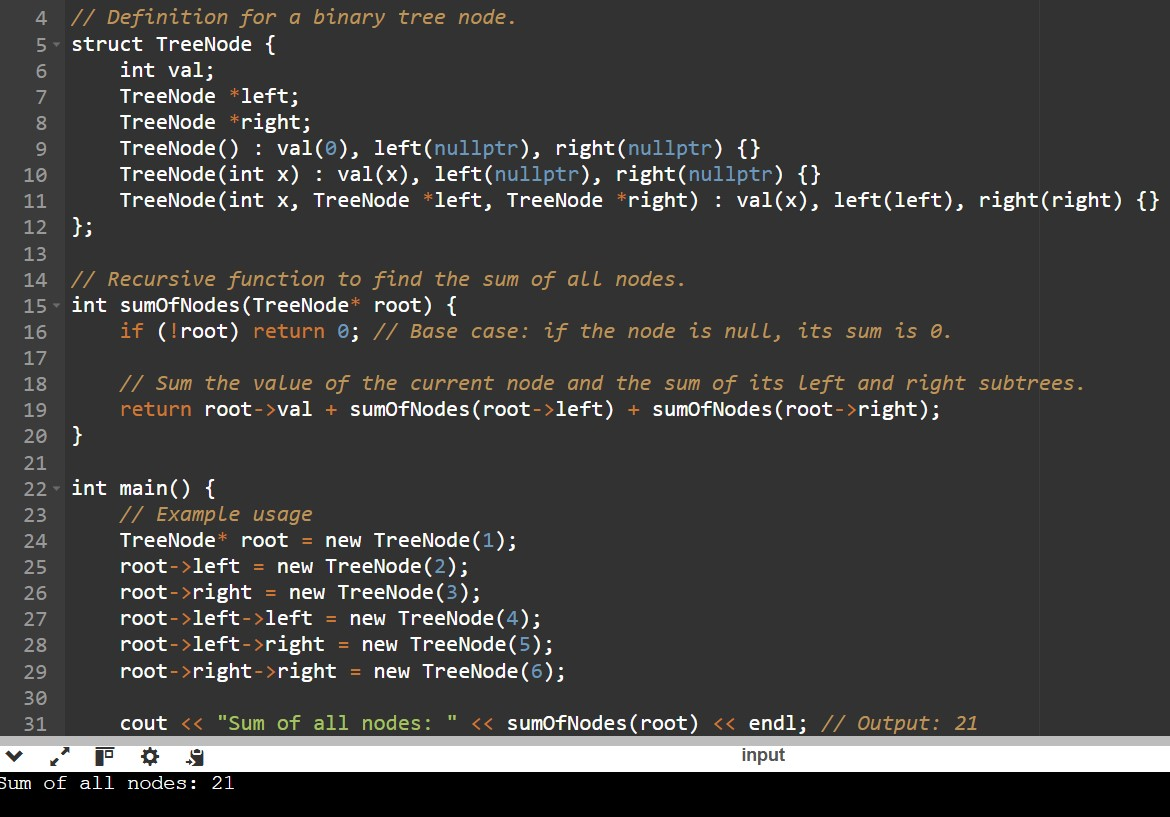 4 // Definition for a binary tree node.
5 struct TreeNode {
6     int val;
7     TreeNode *left;
8     TreeNode *right;
9     TreeNode() : val(0), left(nullptr), right(nullptr) {}
10     TreeNode(int x) : val(x), left(nullptr), right(nullptr) {}
11     TreeNode(int x, TreeNode *left, TreeNode *right) : val(x), left(left), right(right) {}
12 };
13
14 // Recursive function to find the sum of all nodes.
15 int sumOfNodes(TreeNode* root) {
16     if (!root) return 0; // Base case: if the node is null, its sum is 0.
17
18     // Sum the value of the current node and the sum of its left and right subtrees.
19     return root->val + sumOfNodes(root->left) + sumOfNodes(root->right);
20 }
21
22 int main() {
23     // Example usage
24     TreeNode* root = new TreeNode(1);
25     root->left = new TreeNode(2);
26     root->right = new TreeNode(3);
27     root->left->left = new TreeNode(4);
28     root->left->right = new TreeNode(5);
29     root->right->right = new TreeNode(6);
30
31     cout << "Sum of all nodes: " << sumOfNodes(root) << endl; // Output: 21
input
Sum of all nodes: 21